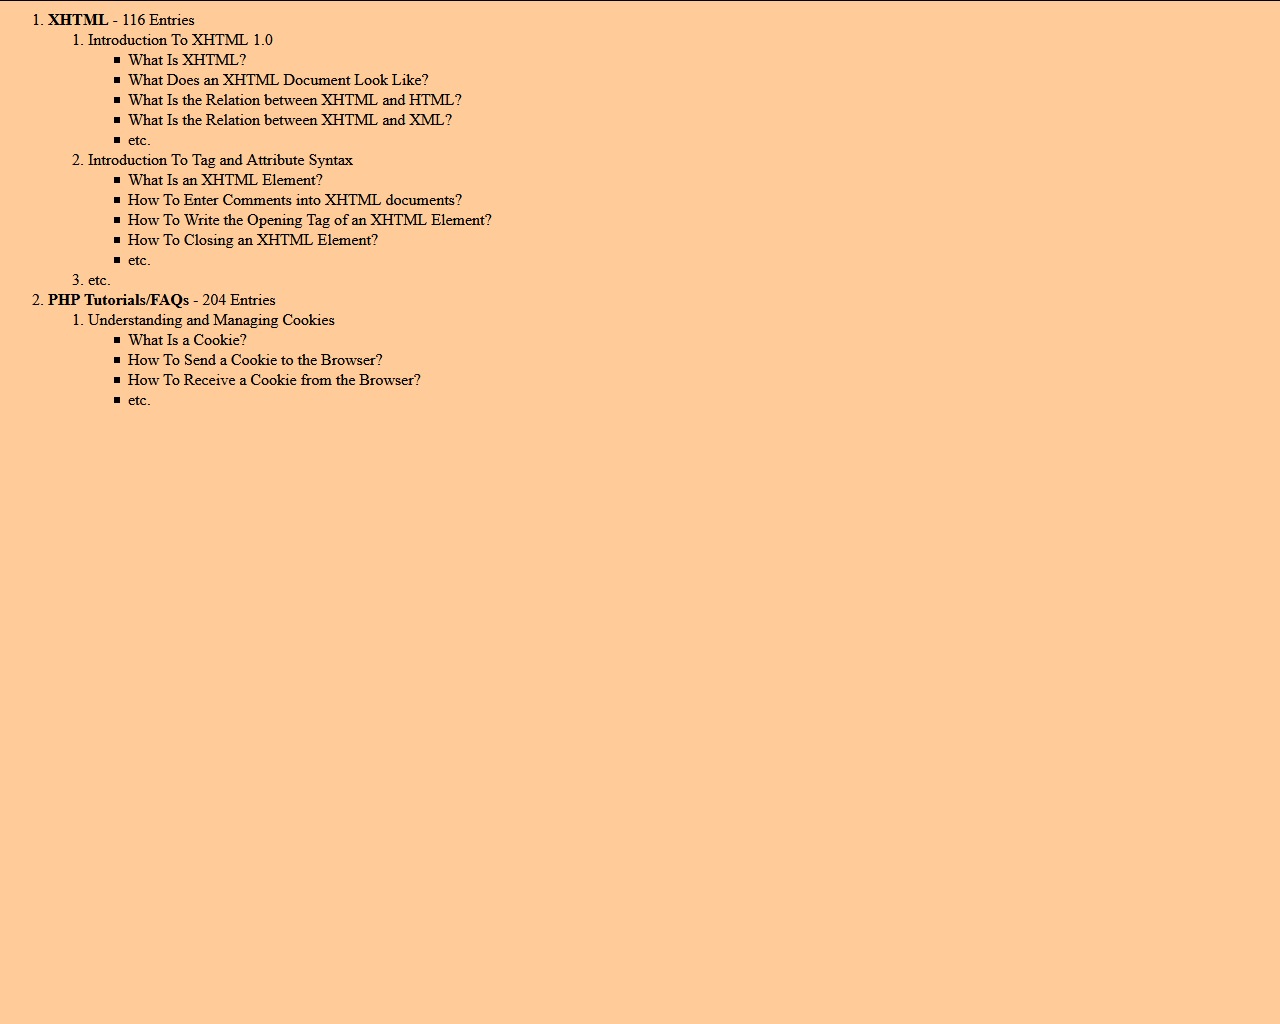 1. XHTML - 116 Entries
1. Introduction To XHTML 1.0
▪ What Is XHTML?
▪ What Does an XHTML Document Look Like?
▪ What Is the Relation between XHTML and HTML?
▪ What Is the Relation between XHTML and XML?
▪ etc.
2. Introduction To Tag and Attribute Syntax
▪ What Is an XHTML Element?
▪ How To Enter Comments into XHTML documents?
▪ How To Write the Opening Tag of an XHTML Element?
▪ How To Closing an XHTML Element?
▪ etc.
3. etc.
2. PHP Tutorials/FAQs - 204 Entries
1. Understanding and Managing Cookies
▪ What Is a Cookie?
▪ How To Send a Cookie to the Browser?
▪ How To Receive a Cookie from the Browser?
▪ etc.